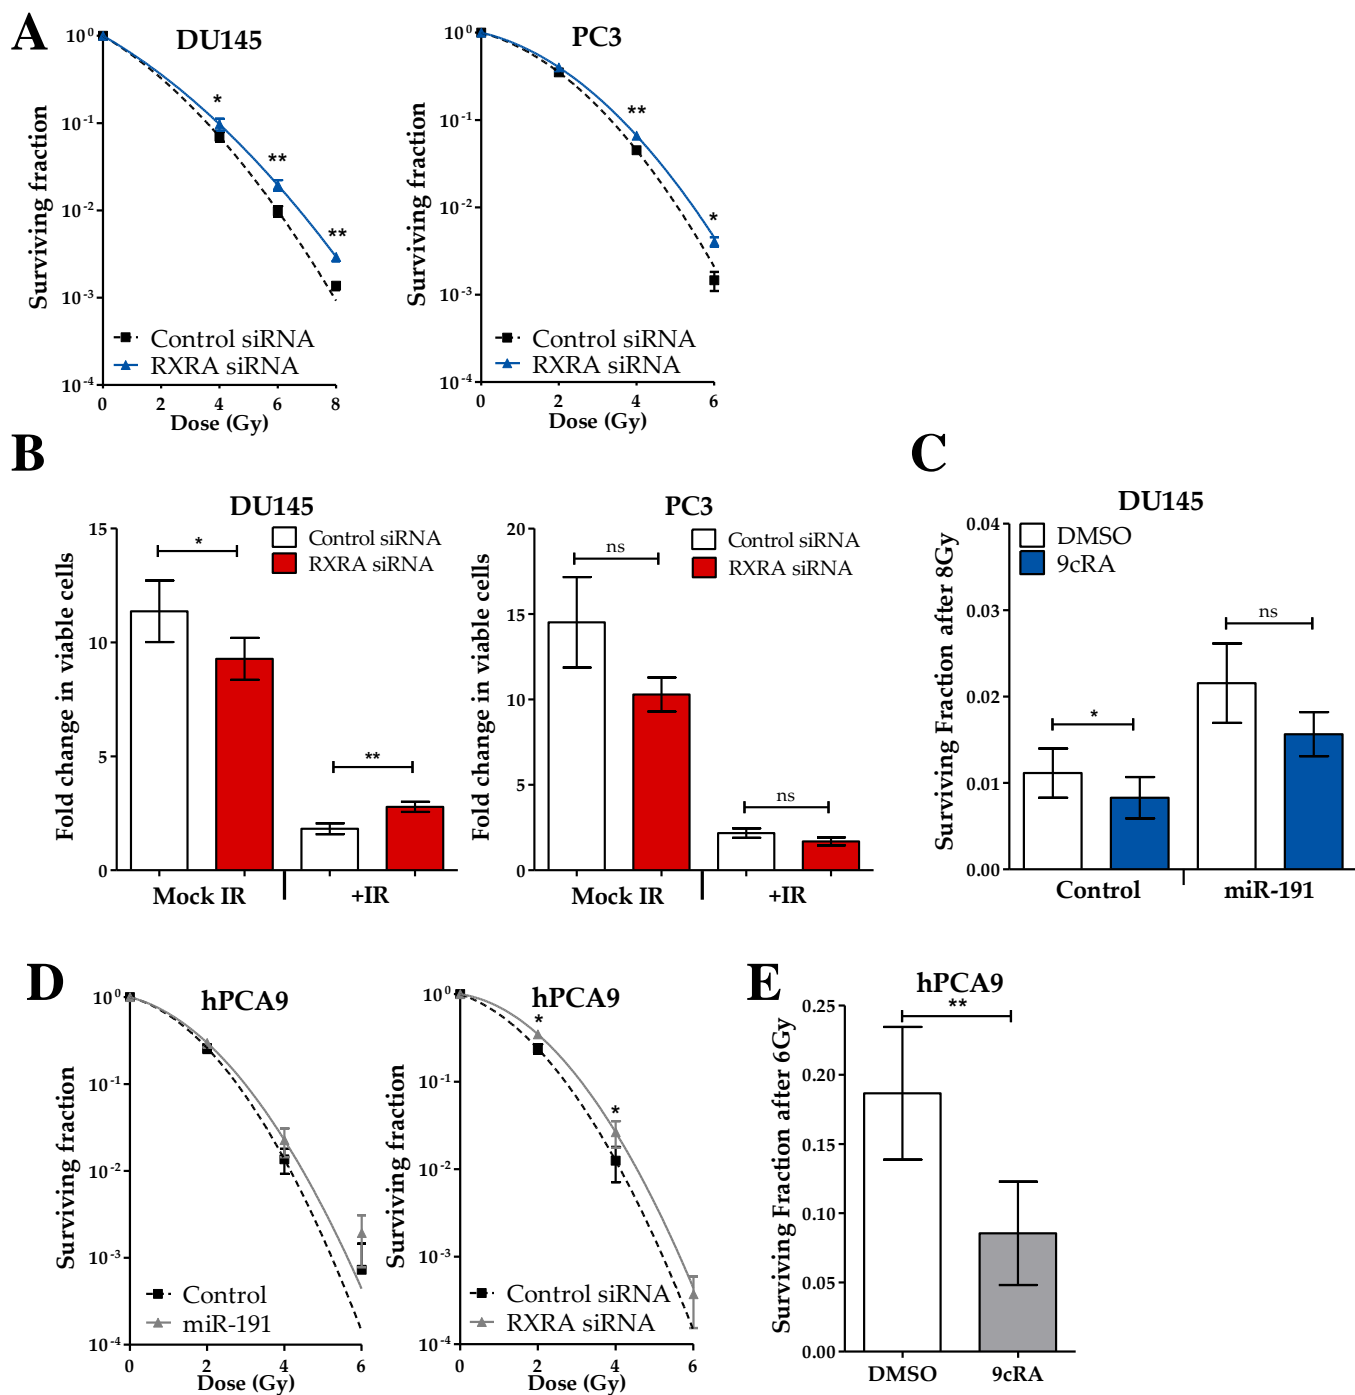 A
DU145
Surviving fraction
10⁰
10⁻¹
10⁻²
10⁻³
10⁻⁴
*
**
**
Control siRNA
RXRA siRNA
0 2 4 6 8
Dose (Gy)
PC3
Surviving fraction
10⁰
10⁻¹
10⁻²
10⁻³
10⁻⁴
**
*
Control siRNA
RXRA siRNA
0 2 4 6
Dose (Gy)
B
DU145
Fold change in viable cells
15
10
5
0
Control siRNA
RXRA siRNA
*
**
Mock IR +IR
PC3
Fold change in viable cells
20
15
10
5
0
Control siRNA
RXRA siRNA
ns
ns
Mock IR +IR
C
DU145
Surviving Fraction after 8Gy
0.04
0.03
0.02
0.01
0.00
DMSO
9cRA
*
ns
Control miR-191
D
hPCA9
Surviving fraction
10⁰
10⁻¹
10⁻²
10⁻³
10⁻⁴
Control
miR-191
0 2 4 6
Dose (Gy)
hPCA9
Surviving fraction
10⁰
10⁻¹
10⁻²
10⁻³
10⁻⁴
*
*
Control siRNA
RXRA siRNA
0 2 4 6
Dose (Gy)
E
hPCA9
Surviving Fraction after 6Gy
0.25
0.20
0.15
0.10
0.05
0.00
**
DMSO 9cRA